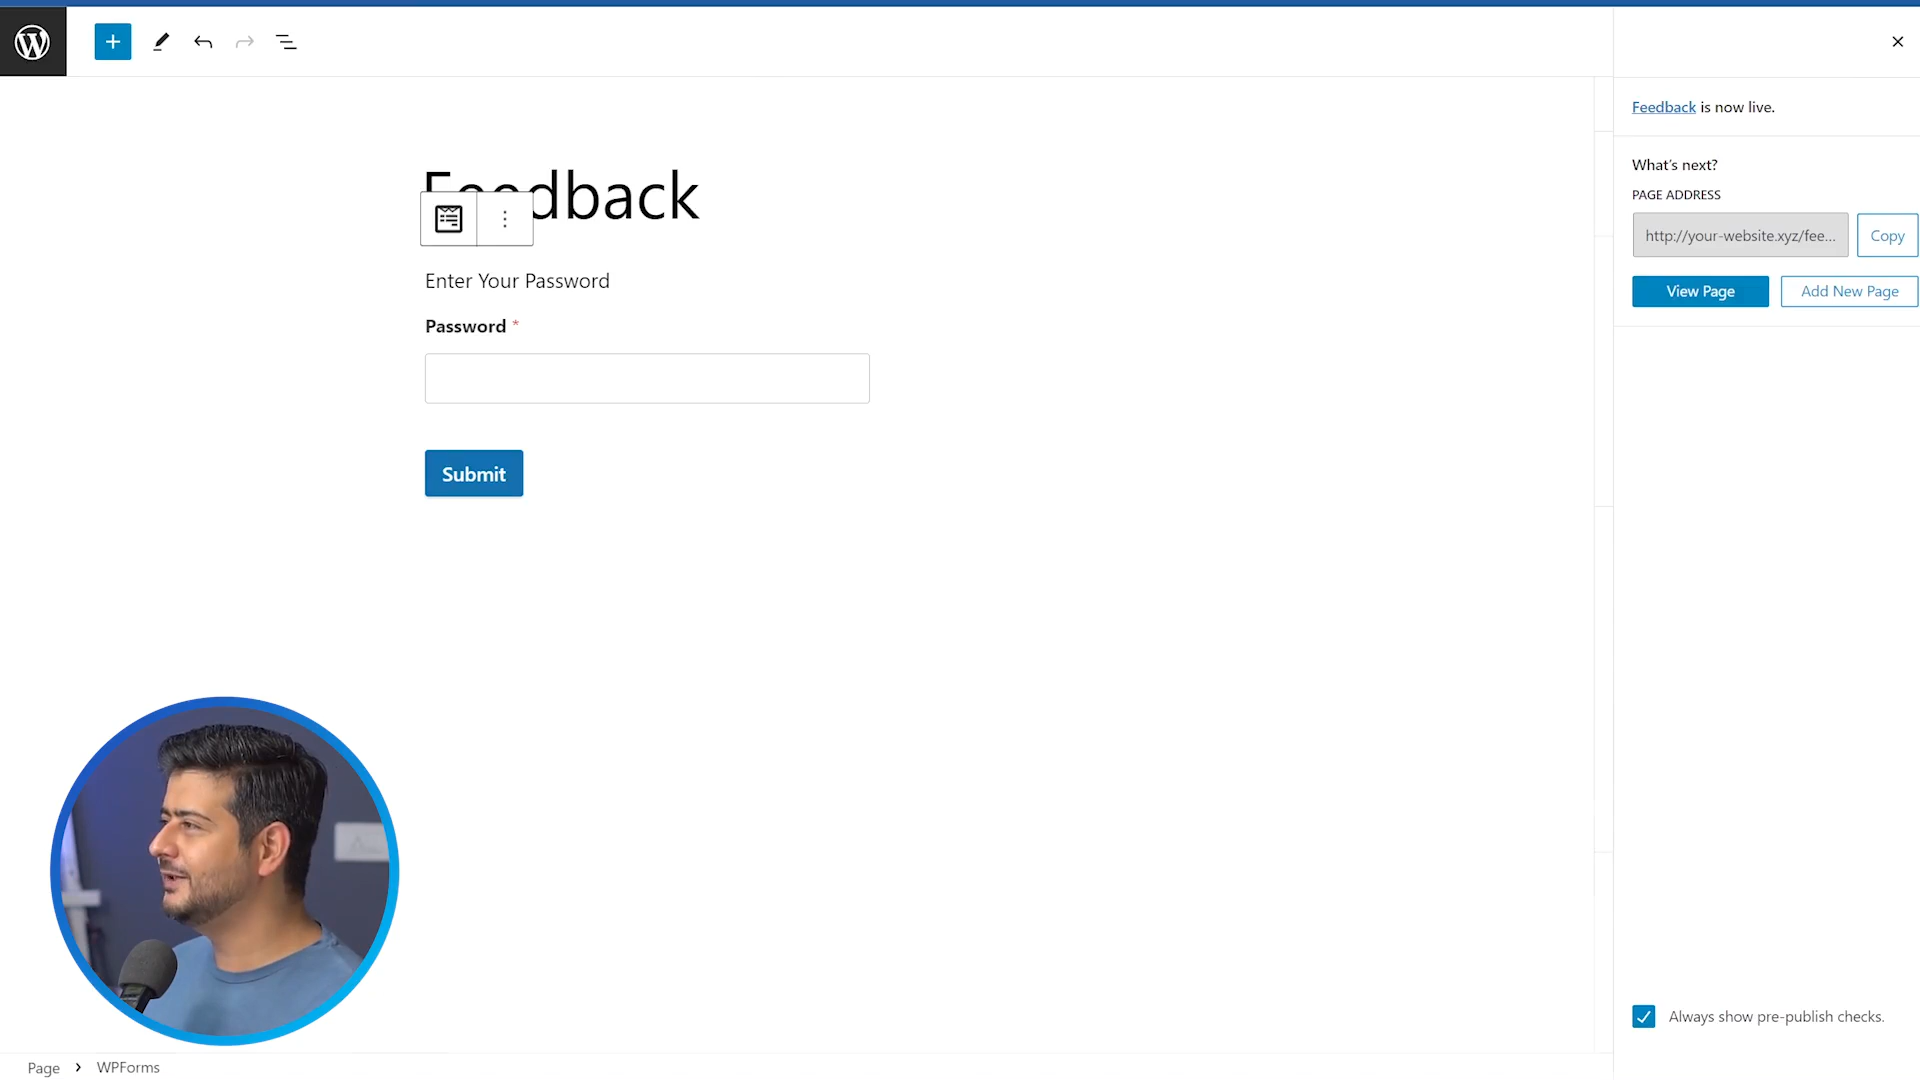 Feedback
Enter Your Password
Password *
Submit
Feedback is now live.
What's next?
PAGE ADDRESS
http://your-website.xyz/fee...
Copy
View Page
Add New Page
Always show pre-publish checks.
Page > WPForms